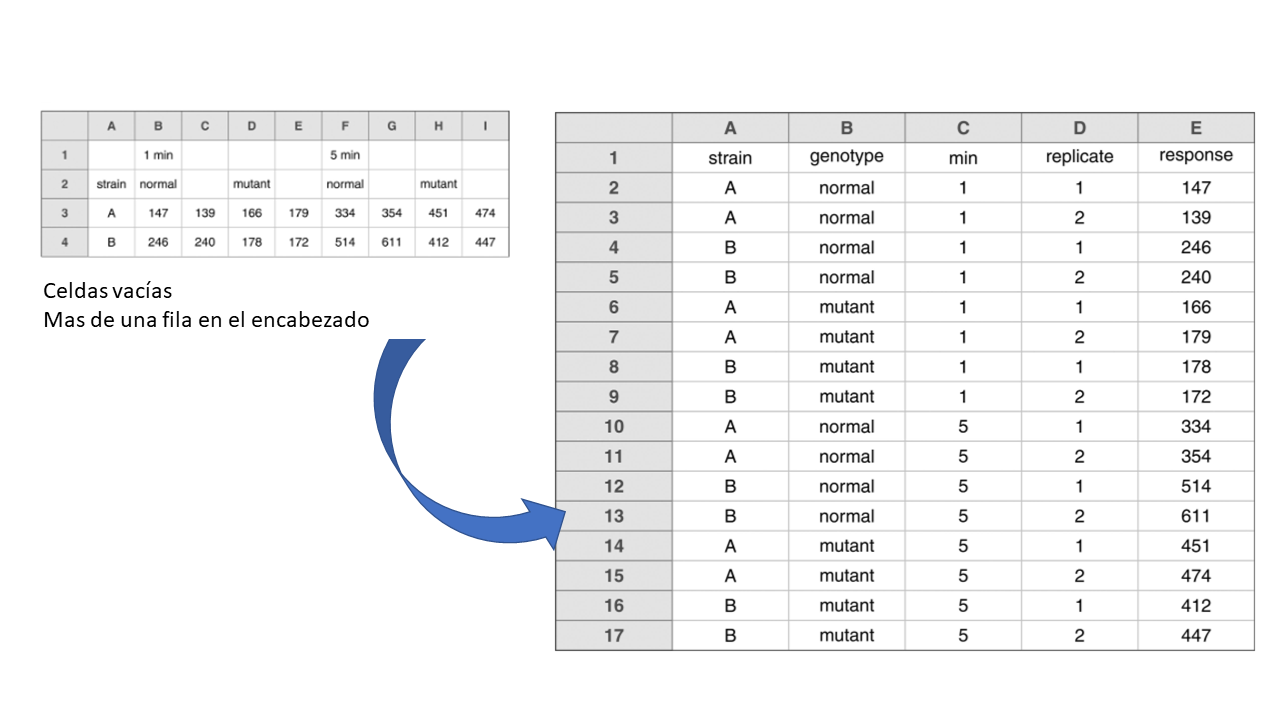 A B C D E F G H I
1 1 min 5 min
2 strain normal mutant normal mutant
3 A 147 139 166 179 334 354 451 474
4 B 246 240 178 172 514 611 412 447
Celdas vacías
Mas de una fila en el encabezado
A B C D E
1 strain genotype min replicate response
2 A normal 1 1 147
3 A normal 1 2 139
4 B normal 1 1 246
5 B normal 1 2 240
6 A mutant 1 1 166
7 A mutant 1 2 179
8 B mutant 1 1 178
9 B mutant 1 2 172
10 A normal 5 1 334
11 A normal 5 2 354
12 B normal 5 1 514
13 B normal 5 2 611
14 A mutant 5 1 451
15 A mutant 5 2 474
16 B mutant 5 1 412
17 B mutant 5 2 447